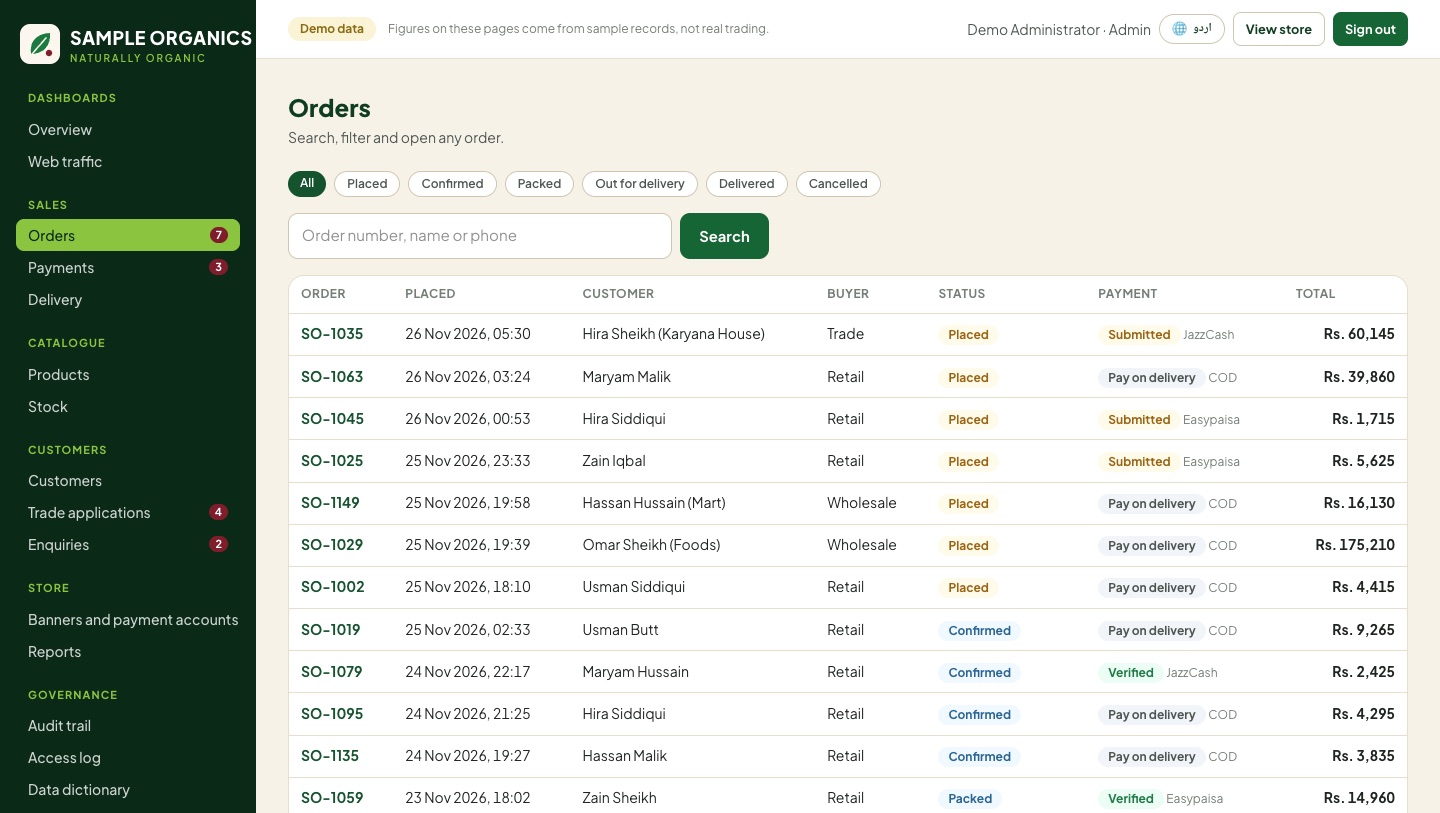 SAMPLE ORGANICS
NATURALLY ORGANIC
DASHBOARDS
Overview
Web traffic
SALES
Orders 7
Payments 3
Delivery
CATALOGUE
Products
Stock
CUSTOMERS
Customers
Trade applications 4
Enquiries 2
STORE
Banners and payment accounts
Reports
GOVERNANCE
Audit trail
Access log
Data dictionary
Demo data Figures on these pages come from sample records, not real trading. Demo Administrator · Admin اردو View store Sign out
Orders
Search, filter and open any order.
All Placed Confirmed Packed Out for delivery Delivered Cancelled
Order number, name or phone Search
ORDER PLACED CUSTOMER BUYER STATUS PAYMENT TOTAL
SO-1035 26 Nov 2026, 05:30 Hira Sheikh (Karyana House) Trade Placed Submitted JazzCash Rs. 60,145
SO-1063 26 Nov 2026, 03:24 Maryam Malik Retail Placed Pay on delivery COD Rs. 39,860
SO-1045 26 Nov 2026, 00:53 Hira Siddiqui Retail Placed Submitted Easypaisa Rs. 1,715
SO-1025 25 Nov 2026, 23:33 Zain Iqbal Retail Placed Submitted Easypaisa Rs. 5,625
SO-1149 25 Nov 2026, 19:58 Hassan Hussain (Mart) Wholesale Placed Pay on delivery COD Rs. 16,130
SO-1029 25 Nov 2026, 19:39 Omar Sheikh (Foods) Wholesale Placed Pay on delivery COD Rs. 175,210
SO-1002 25 Nov 2026, 18:10 Usman Siddiqui Retail Placed Pay on delivery COD Rs. 4,415
SO-1019 25 Nov 2026, 02:33 Usman Butt Retail Confirmed Pay on delivery COD Rs. 9,265
SO-1079 24 Nov 2026, 22:17 Maryam Hussain Retail Confirmed Verified JazzCash Rs. 2,425
SO-1095 24 Nov 2026, 21:25 Hira Siddiqui Retail Confirmed Pay on delivery COD Rs. 4,295
SO-1135 24 Nov 2026, 19:27 Hassan Malik Retail Confirmed Pay on delivery COD Rs. 3,835
SO-1059 23 Nov 2026, 18:02 Zain Sheikh Retail Packed Verified Easypaisa Rs. 14,960